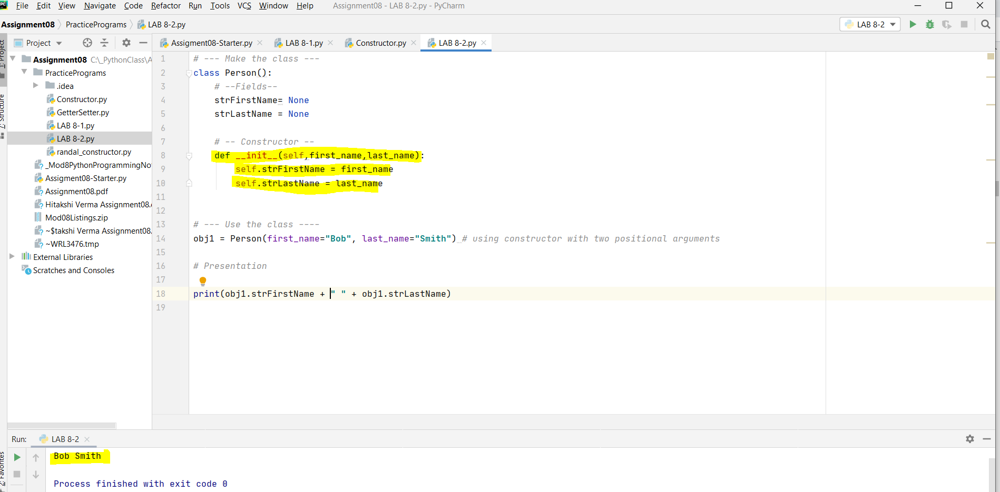 PC File Edit View Navigate Code Refactor Run Tools VCS Window Help Assignment08 - LAB 8-2.py - PyCharm
Assignment08 PracticePrograms LAB 8-2.py LAB 8-2
1: Project
Project
Assigment08-Starter.py LAB 8-1.py Constructor.py LAB 8-2.py
Assignment08 C:\_PythonClass\A
PracticePrograms
.idea
Constructor.py
GetterSetter.py
LAB 8-1.py
LAB 8-2.py
randal_constructor.py
_Mod8PythonProgrammingNo
Assigment08-Starter.py
Assignment08.pdf
Hitakshi Verma Assignment08.
Mod08Listings.zip
~$takshi Verma Assignment08.
~WRL3476.tmp
External Libraries
Scratches and Consoles
Z: Structure
1 # --- Make the class ---
2 class Person():
3 # --Fields--
4 strFirstName= None
5 strLastName = None
6
7 # -- Constructor --
8 def __init__(self,first_name,last_name):
9 self.strFirstName = first_name
10 self.strLastName = last_name
11
12
13 # --- Use the class ----
14 obj1 = Person(first_name="Bob", last_name="Smith") # using constructor with two positional arguments
15
16 # Presentation
17
18 print(obj1.strFirstName + " " + obj1.strLastName)
19
Run: LAB 8-2
2: Favorites
Bob Smith
Process finished with exit code 0